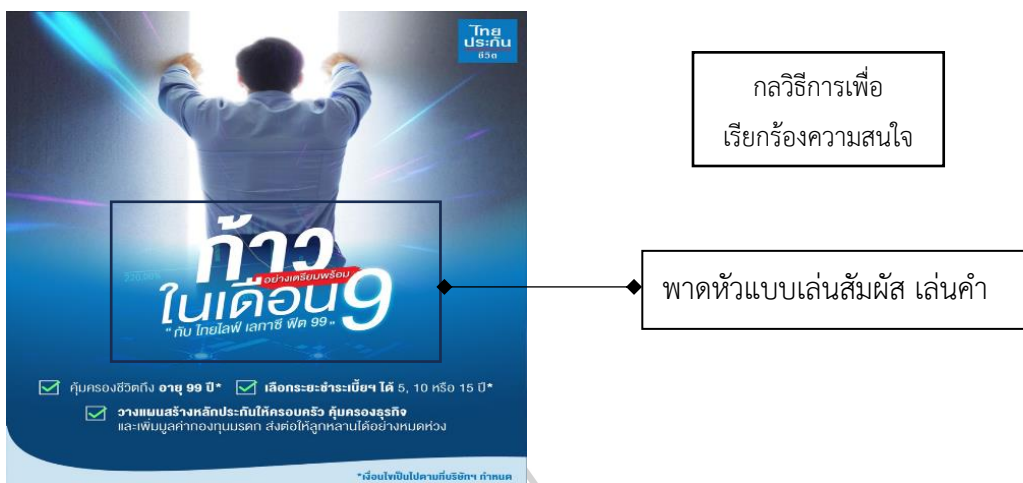 ไทย
ประกัน
ชีวิต
กลวิธีการเพื่อ
เรียกร้องความสนใจ
ก้าว
อย่างเตรียมพร้อม
ในเดือน 9
"กับ ไทยไลฟ์ เลกาซี ฟิต 99"
พาดหัวแบบเล่นสัมผัส เล่นคำ
คุ้มครองชีวิตถึง อายุ 99 ปี* เลือกระยะชำระเบี้ยฯ ได้ 5, 10 หรือ 15 ปี*
วางแผนสร้างหลักประกันให้ครอบครัว คุ้มครองธุรกิจ
และเพิ่มมูลค่ากองทุนมรดก ส่งต่อให้ลูกหลานได้อย่างหมดห่วง
*เงื่อนไขเป็นไปตามที่บริษัทฯ กำหนด